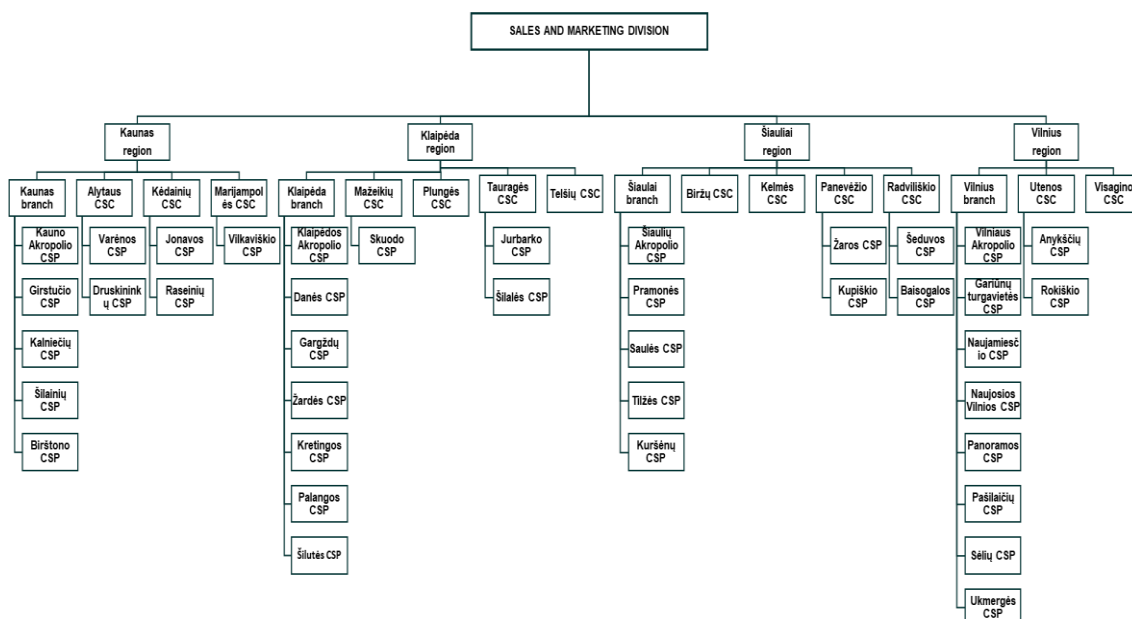 SALES AND MARKETING DIVISION
Kaunas
region
Klaipėda
region
Šiauliai
region
Vilnius
region
Kaunas
branch
Alytaus
CSC
Kėdainių
CSC
Marijampol
ės CSC
Klaipėda
branch
Mažeikių
CSC
Plungės
CSC
Tauragės
CSC
Telšių CSC
Šiaulai
branch
Biržų CSC
Kelmės
CSC
Panevėžio
CSC
Radviliškio
CSC
Vilnius
branch
Utenos
CSC
Visagino
CSC
Kauno
Akropolio
CSP
Varėnos
CSP
Jonavos
CSP
Vilkaviškio
CSP
Klaipėdos
Akropolio
CSP
Skuodo
CSP
Jurbarko
CSP
Šiaulių
Akropolio
CSP
Žaros CSP
Šeduvos
CSP
Vilniaus
Akropolio
CSP
Anykščių
CSP
Girstučio
CSP
Druskinink
ų CSP
Raseinių
CSP
Danės CSP
Šilalės CSP
Pramonės
CSP
Kupiškio
CSP
Baisogalos
CSP
Gariūnų
turgavietės
CSP
Rokiškio
CSP
Kalniečių
CSP
Gargždų
CSP
Saulės CSP
Naujamiesč
io CSP
Šilainių
CSP
Žardės CSP
Tilžės CSP
Naujosios
Vilnios CSP
Birštono
CSP
Kretingos
CSP
Kuršėnų
CSP
Panoramos
CSP
Palangos
CSP
Pašilaičių
CSP
Šilutės CSP
Sėlių CSP
Ukmergės
CSP